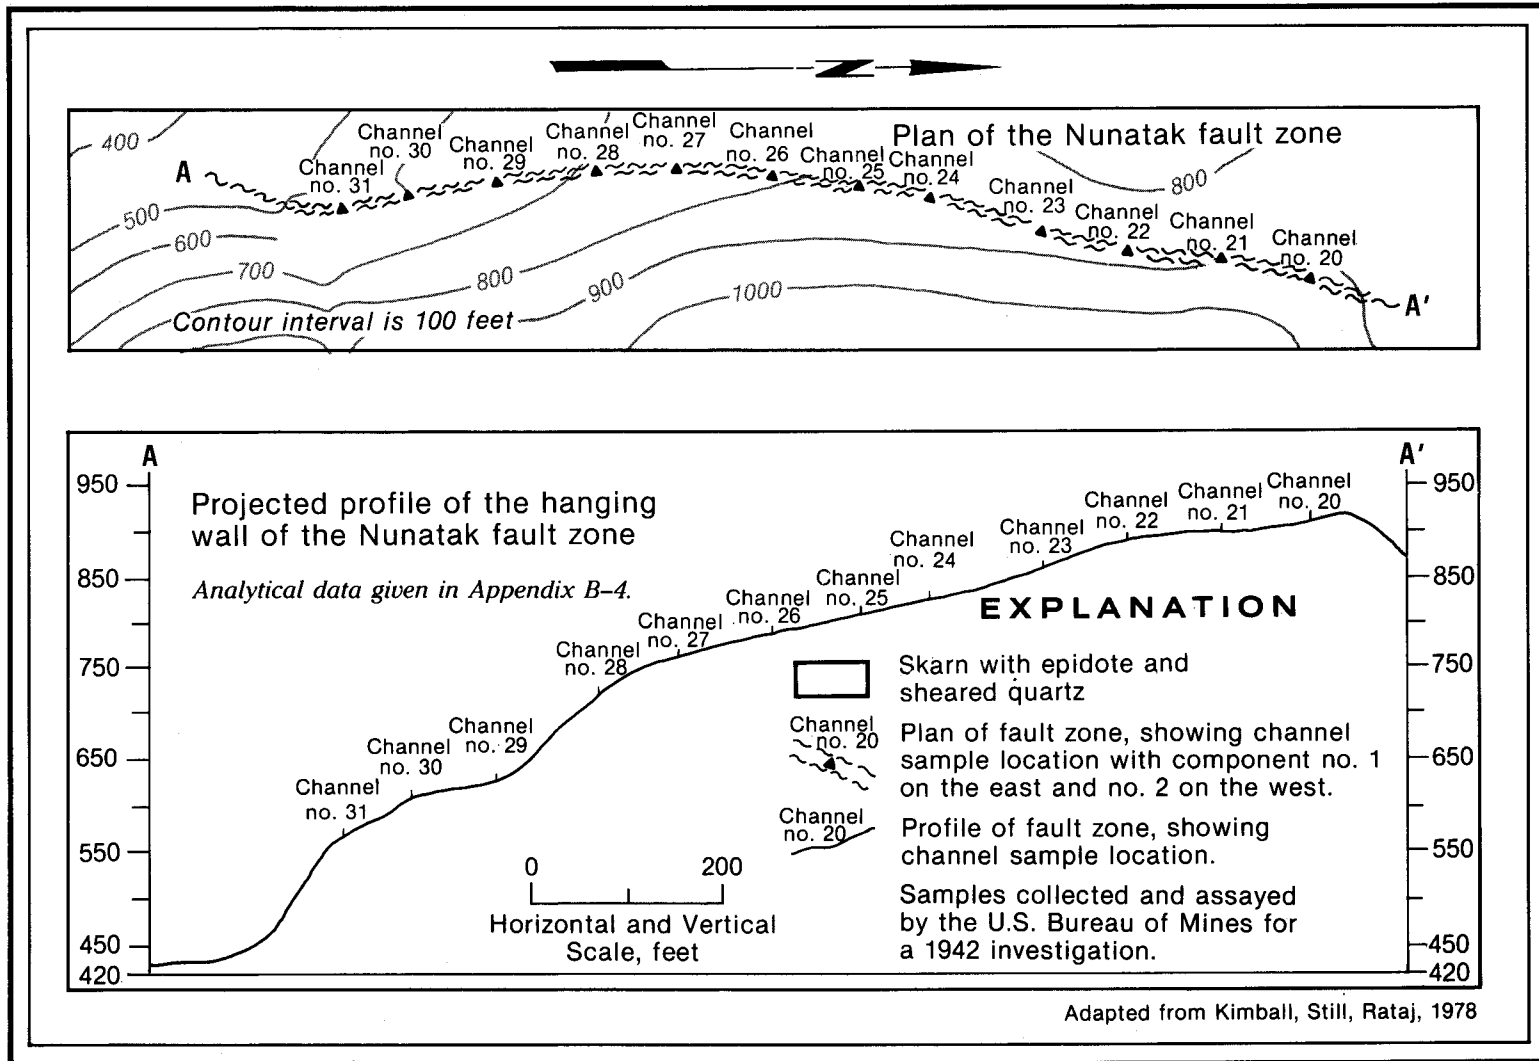 N
Plan of the Nunatak fault zone
400
Channel
no. 30
Channel
no. 29
Channel
no. 28
Channel
no. 27
Channel
no. 26
Channel
no. 25
Channel
no. 24
Channel
no. 31
A
Channel
no. 23
Channel
no. 22
Channel
no. 21
Channel
no. 20
800
500
600
700
800
900
1000
A'
Contour interval is 100 feet
A
A'
950
850
750
650
550
450
420
Projected profile of the hanging
wall of the Nunatak fault zone
Analytical data given in Appendix B-4.
Channel
no. 31
Channel
no. 30
Channel
no. 29
Channel
no. 28
Channel
no. 27
Channel
no. 26
Channel
no. 25
Channel
no. 24
Channel
no. 23
Channel
no. 22
Channel
no. 21
Channel
no. 20
950
850
750
650
550
450
420
EXPLANATION
Skarn with epidote and
sheared quartz
Channel
no. 20
Plan of fault zone, showing channel
sample location with component no. 1
on the east and no. 2 on the west.
Channel
no. 20
Profile of fault zone, showing
channel sample location.
Samples collected and assayed
by the U.S. Bureau of Mines for
a 1942 investigation.
0 200
Horizontal and Vertical
Scale, feet
Adapted from Kimball, Still, Rataj, 1978